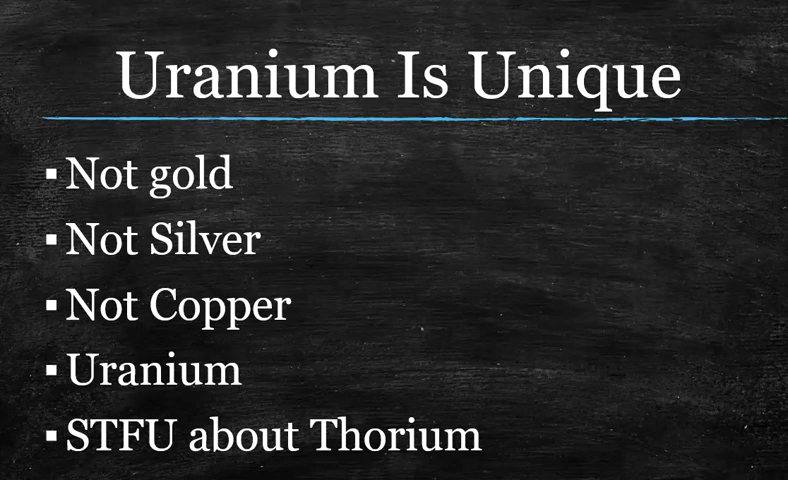 Uranium Is Unique
▪ Not gold
▪ Not Silver
▪ Not Copper
▪ Uranium
▪ STFU about Thorium